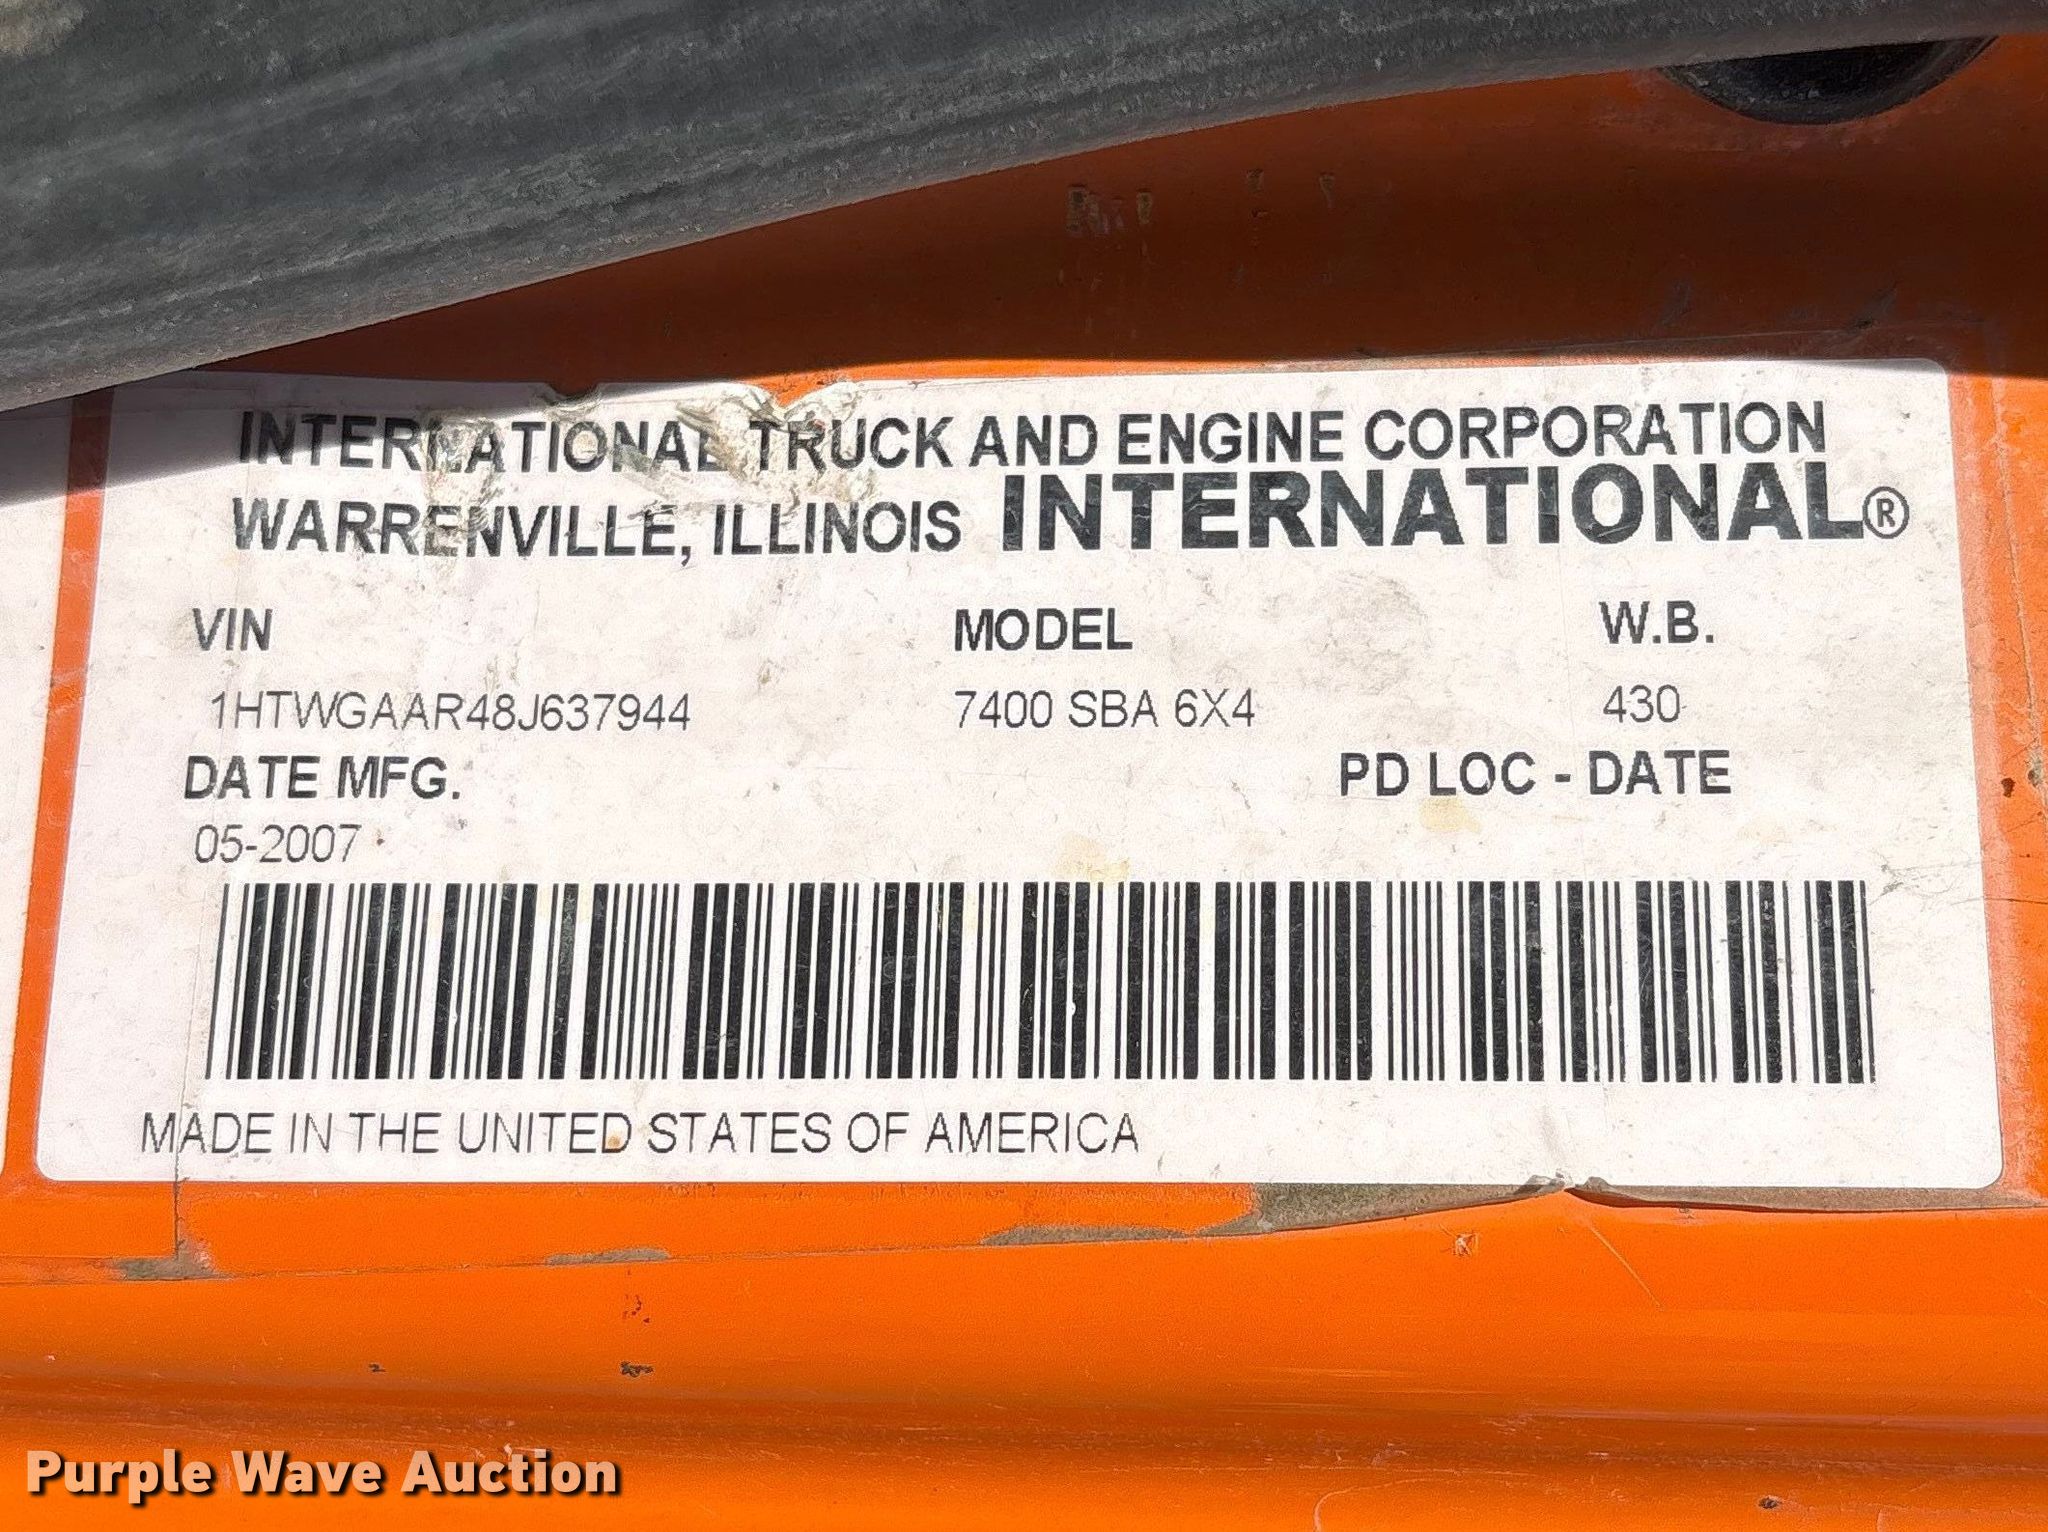 INTERNATIONAL TRUCK AND ENGINE CORPORATION
WARRENVILLE, ILLINOIS INTERNATIONAL®
VIN MODEL W.B.
1HTWGAAR48J637944 7400 SBA 6X4 430
DATE MFG. PD LOC - DATE
05-2007
MADE IN THE UNITED STATES OF AMERICA
Purple Wave Auction